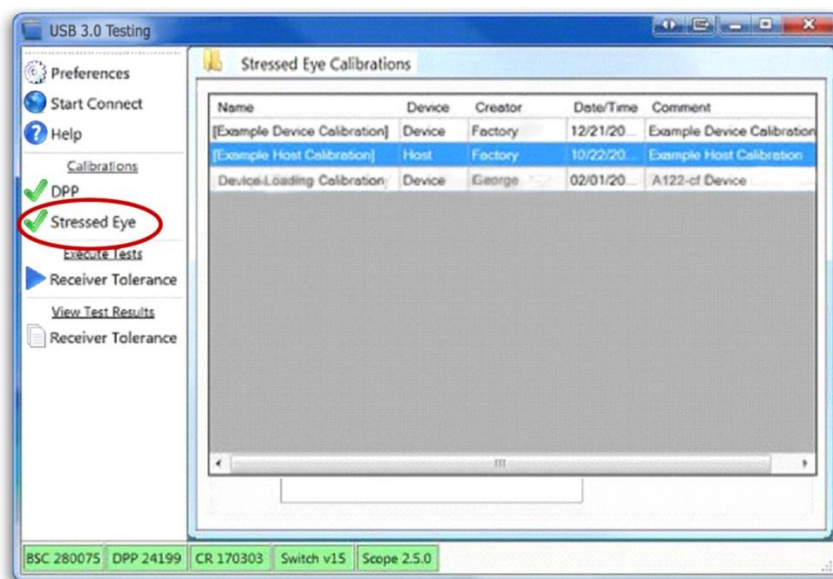 USB 3.0 Testing
Preferences
Start Connect
Help
Calibrations
DPP
Stressed Eye
Execute Tests
Receiver Tolerance
View Test Results
Receiver Tolerance
Stressed Eye Calibrations
Name Device Creator Date/Time Comment
[Example Device Calibration] Device Factory 12/21/20... Example Device Calibration
[Example Host Calibration] Host Factory 10/22/20... Example Host Calibration
Device Loading Calibration Device George 02/01/20... A122-cf Device
BSC 280075 DPP 24199 CR 170303 Switch v15 Scope 2.5.0